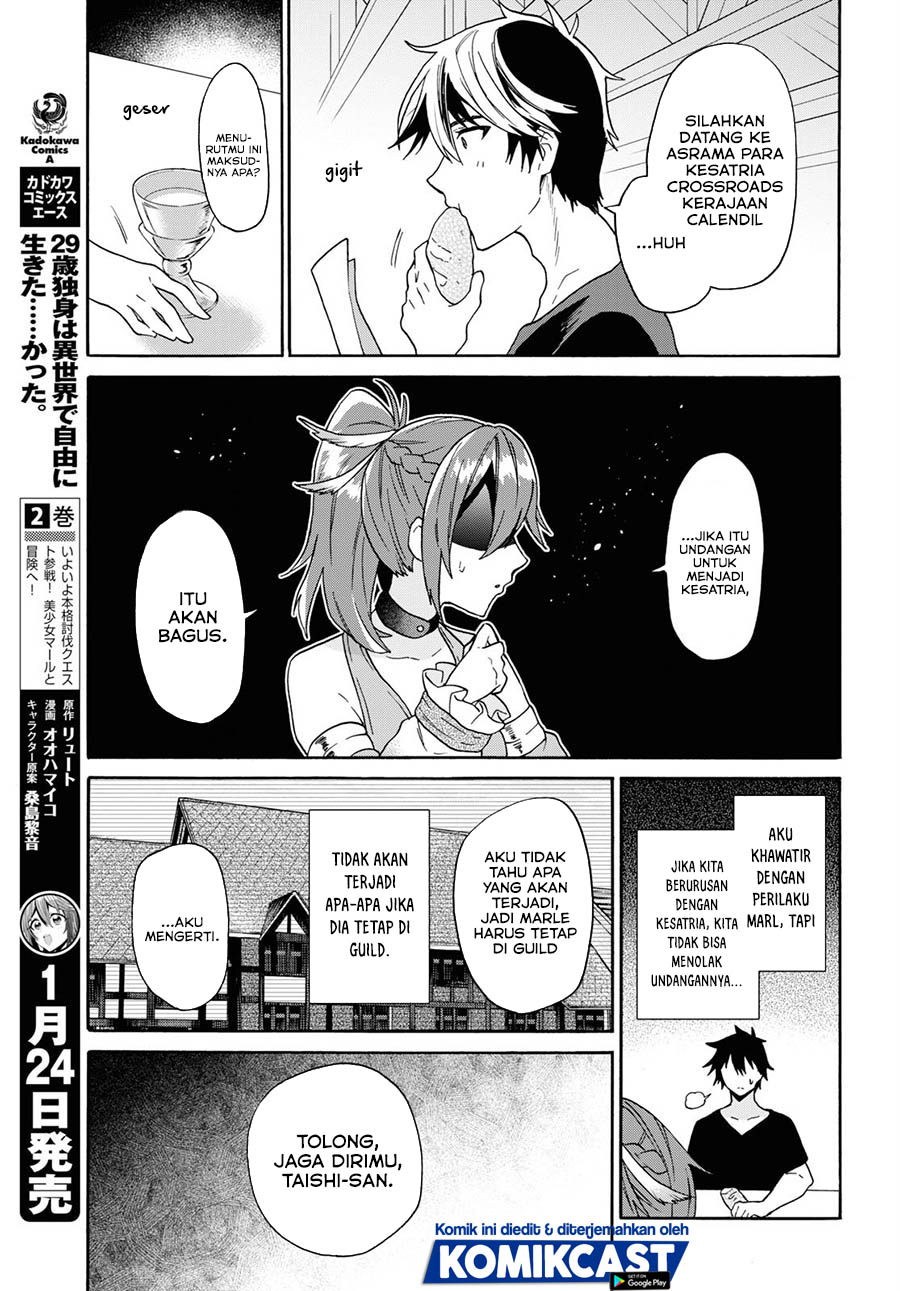 SILAHKAN
DATANG KE
ASRAMA PARA
KESATRIA
CROSSROADS
KERAJAAN
CALENDIL
...HUH
gigit
geser
MENU-
RUTMU INI
MAKSUD-
NYA APA?
...JIKA ITU
UNDANGAN
UNTUK
MENJADI
KESATRIA,
ITU
AKAN
BAGUS.
AKU
KHAWATIR
DENGAN
PERILAKU
MARL, TAPI
JIKA KITA
BERURUSAN
DENGAN
KESATRIA, KITA
TIDAK BISA
MENOLAK
UNDANGANNYA...
AKU TIDAK
TAHU APA
YANG AKAN
TERJADI,
JADI MARLE
HARUS TETAP
DI GUILD
TIDAK AKAN
TERJADI
APA-APA JIKA
DIA TETAP DI
GUILD.
...AKU
MENGERTI.
TOLONG,
JAGA DIRIMU,
TAISHI-SAN.
Kadokawa
Comics
A
カドカワ
コミックス
エース
29歳独身は異世界で自由に
生きた……かった。
2巻
いよいよ本格討伐クエス
ト参戦！ 美少女マールと
冒険へ！
原作 リュート
漫画 オオハマイコ
キャラクター原案 桑島黎音
1月24日発売
Komik ini diedit & diterjemahkan oleh
KOMIKCAST
GET IT ON
Google Play